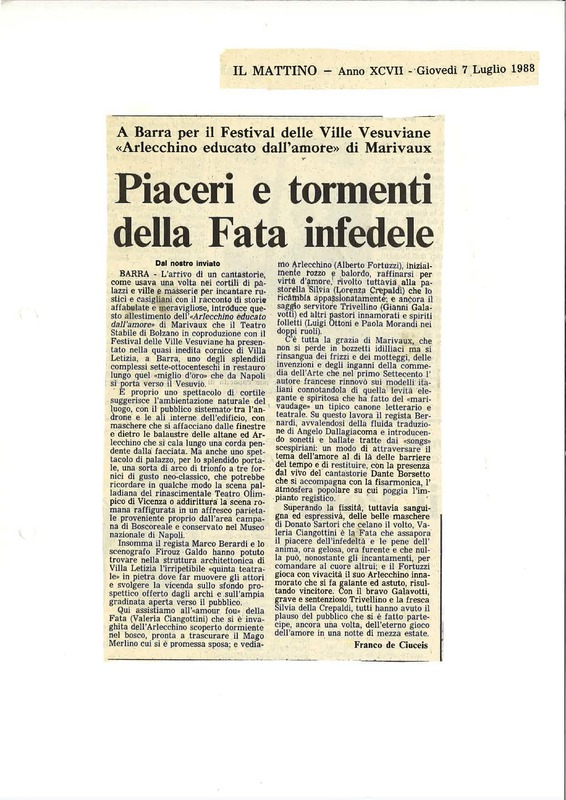 IL MATTINO — Anno XCVII - Giovedì 7 Luglio 1988
A Barra per il Festival delle Ville Vesuviane
«Arlecchino educato dall'amore» di Marivaux
Piaceri e tormenti
della Fata infedele
Dal nostro inviato
BARRA - L'arrivo di un cantastorie,
come usava una volta nei cortili di pa-
lazzi e ville e masserie per incantare ru-
stici e casigliani con il racconto di storie
affabulate e meravigliose, introduce que-
sto allestimento dell'«Arlecchino educato
dall'amore» di Marivaux che il Teatro
Stabile di Bolzano in coproduzione con il
Festival delle Ville Vesuviane ha presen-
tato nella quasi inedita cornice di Villa
Letizia, a Barra, uno degli splendidi
complessi sette-ottocenteschi in restauro
lungo quel «miglio d'oro» che da Napoli
si porta verso il Vesuvio.
È proprio uno spettacolo di cortile
suggerisce l'ambientazione naturale del
luogo, con il pubblico sistemato tra l'an-
drone e le ali interne dell'edificio, con
maschere che si affacciano dalle finestre
e dietro le balaustre delle altane ed Ar-
lecchino che si cala lungo una corda pen-
dente dalla facciata. Ma anche uno spet-
tacolo di palazzo, per lo splendido porta-
le, una sorta di arco di trionfo a tre for-
nici di gusto neo-classico, che potrebbe
ricordare in qualche modo la scena pal-
ladiana del rinascimentale Teatro Olim-
pico di Vicenza o addirittura la scena ro-
mana raffigurata in un affresco parieta-
le proveniente proprio dall'area campa-
na di Boscoreale e conservato nel Museo
nazionale di Napoli.
Insomma il regista Marco Berardi e lo
scenografo Firouz Galdo hanno potuto
trovare nella struttura architettonica di
Villa Letizia l'irripetibile «quinta teatra-
le» in pietra dove far muovere gli attori
e svolgere la vicenda sullo sfondo pro-
spettico offerto dagli archi e sull'ampia
gradinata aperta verso il pubblico.
Qui assistiamo all'«amour fou» della
Fata (Valeria Ciangottini) che si è inva-
ghita dell'Arlecchino scoperto dormiente
nel bosco, pronta a trascurare il Mago
Merlino cui si è promessa sposa; e vedia-
mo Arlecchino (Alberto Fortuzzi), inizial-
mente rozzo e balordo, raffinarsi per
virtù d'amore, rivolto tuttavia alla pa-
storella Silvia (Lorenza Crepaldi) che lo
ricambia appassionatamente; e ancora il
saggio servitore Trivellino (Gianni Gala-
votti) ed altri pastori innamorati e spiriti
folletti (Luigi Ottoni e Paola Morandi nei
doppi ruoli).
C'è tutta la grazia di Marivaux, che
non si perde in bozzetti idilliaci ma si
rinsangua dei frizzi e dei motteggi, delle
invenzioni e degli inganni della comme-
dia dell'Arte che nel primo Settecento l'
autore francese rinnovò sui modelli ita-
liani connotandola di quella levità ele-
gante e spiritosa che ha fatto del «mari-
vaudage» un tipico canone letterario e
teatrale. Su questo lavora il regista Ber-
nardi, avvalendosi della fluida traduzio-
ne di Angelo Dallagiacoma e introducen-
do sonetti e ballate tratte dai «songs»
scespiriani: un modo di attraversare il
tema dell'amore al di là delle barriere
del tempo e di restituire, con la presenza
dal vivo del cantastorie Dante Borsetto
che si accompagna con la fisarmonica, l'
atmosfera popolare su cui poggia l'im-
pianto registico.
Superando la fissità, tuttavia sangui-
gna ed espressiva, delle belle maschere
di Donato Sartori che celano il volto, Va-
leria Ciangottini è la Fata che assapora
il piacere dell'infedeltà e le pene dell'
anima, ora gelosa, ora furente e che nul-
la può, nonostante gli incantamenti, per
comandare al cuore altrui; e il Fortuzzi
gioca con vivacità il suo Arlecchino inna-
morato che si fa galante ed astuto, risul-
tando vincitore. Con il bravo Galavotti,
grave e sentenzioso Trivellino e la fresca
Silvia della Crepaldi, tutti hanno avuto il
plauso del pubblico che si è fatto parte-
cipe, ancora una volta, dell'eterno gioco
dell'amore in una notte di mezza estate.
Franco de Ciuceis